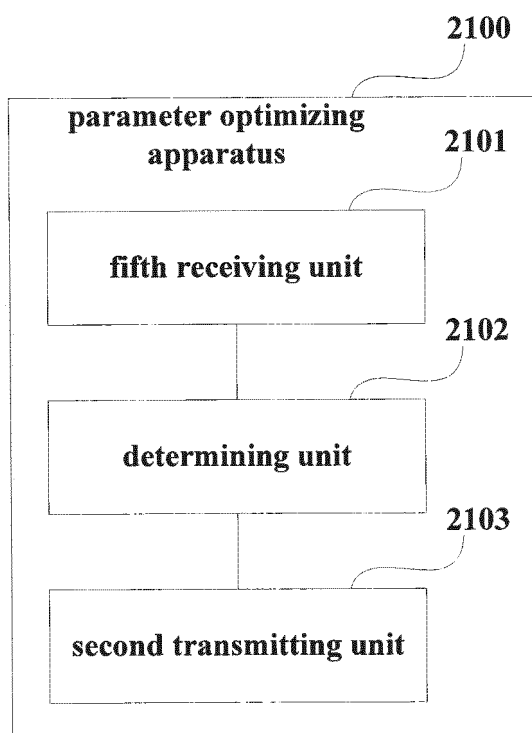 2100
parameter optimizing
apparatus
2101
fifth receiving unit
2102
determining unit
2103
second transmitting unit